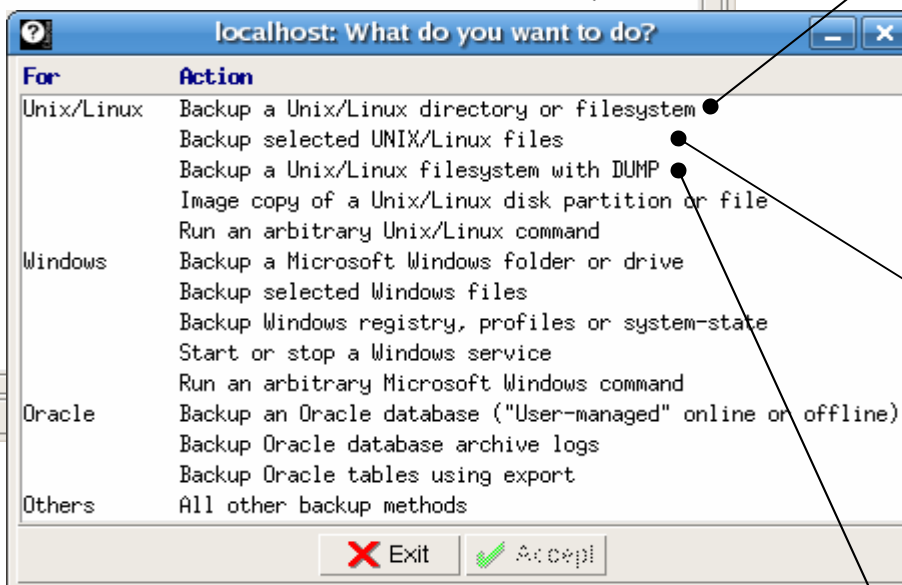 localhost: What do you want to do?
For Action
Unix/Linux Backup a Unix/Linux directory or filesystem
Backup selected UNIX/Linux files
Backup a Unix/Linux filesystem with DUMP
Image copy of a Unix/Linux disk partition or file
Run an arbitrary Unix/Linux command
Windows Backup a Microsoft Windows folder or drive
Backup selected Windows files
Backup Windows registry, profiles or system-state
Start or stop a Windows service
Run an arbitrary Microsoft Windows command
Oracle Backup an Oracle database ("User-managed" online or offline)
Backup Oracle database archive logs
Backup Oracle tables using export
Others All other backup methods
Exit Accept